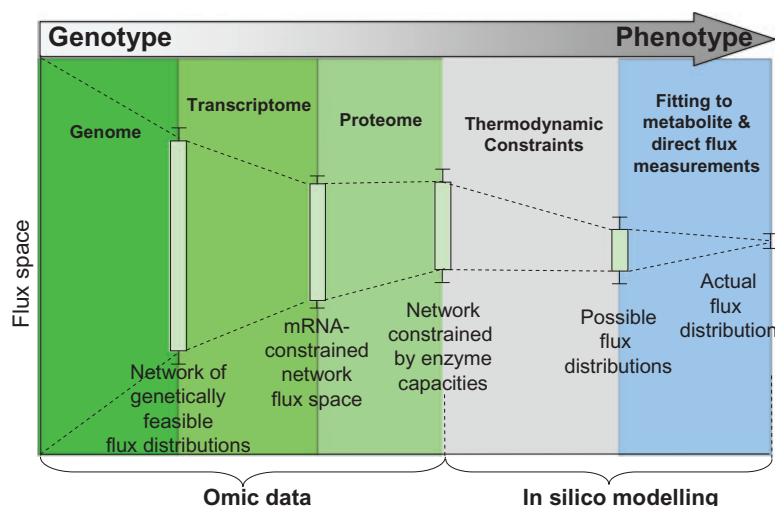 Genotype
Phenotype
Genome
Transcriptome
Proteome
Thermodynamic
Constraints
Fitting to
metabolite &
direct flux
measurements
Flux space
Network of
genetically
feasible
flux distributions
mRNA-
constrained
network
flux space
Network
constrained
by enzyme
capacities
Possible
flux
distributions
Actual
flux
distribution
Omic data
In silico modelling